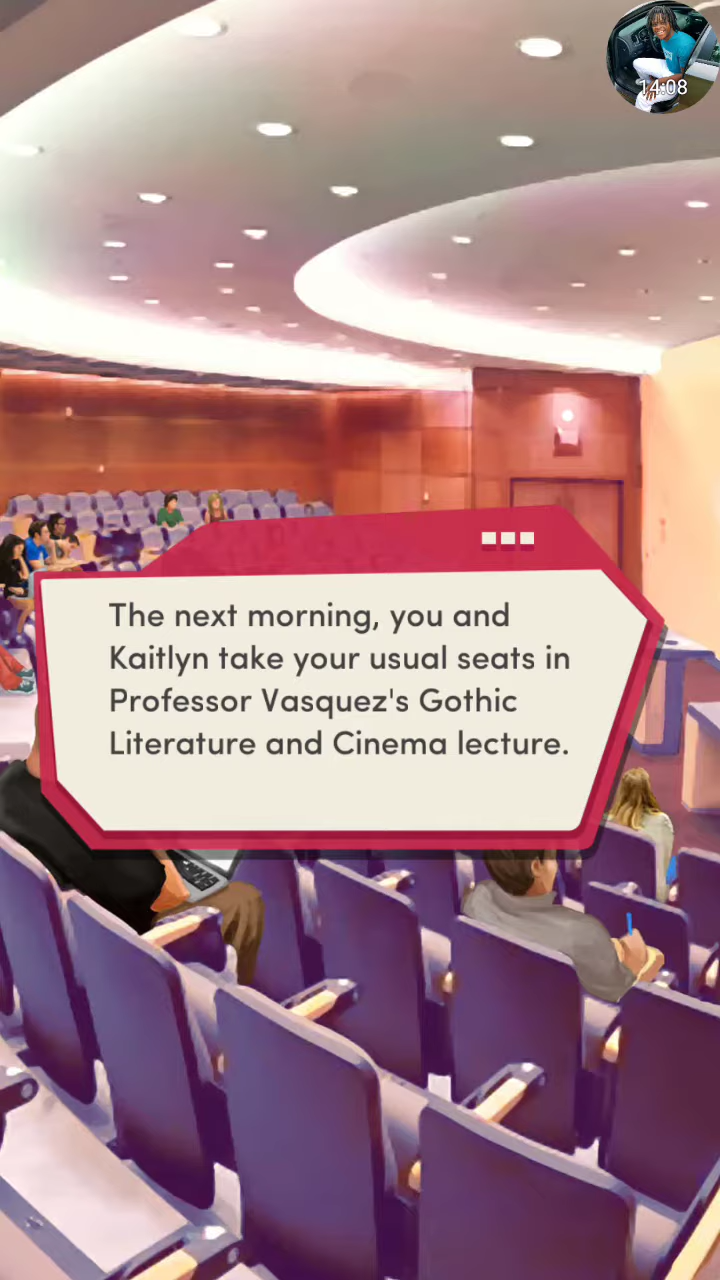 14:08
The next morning, you and
Kaitlyn take your usual seats in
Professor Vasquez's Gothic
Literature and Cinema lecture.